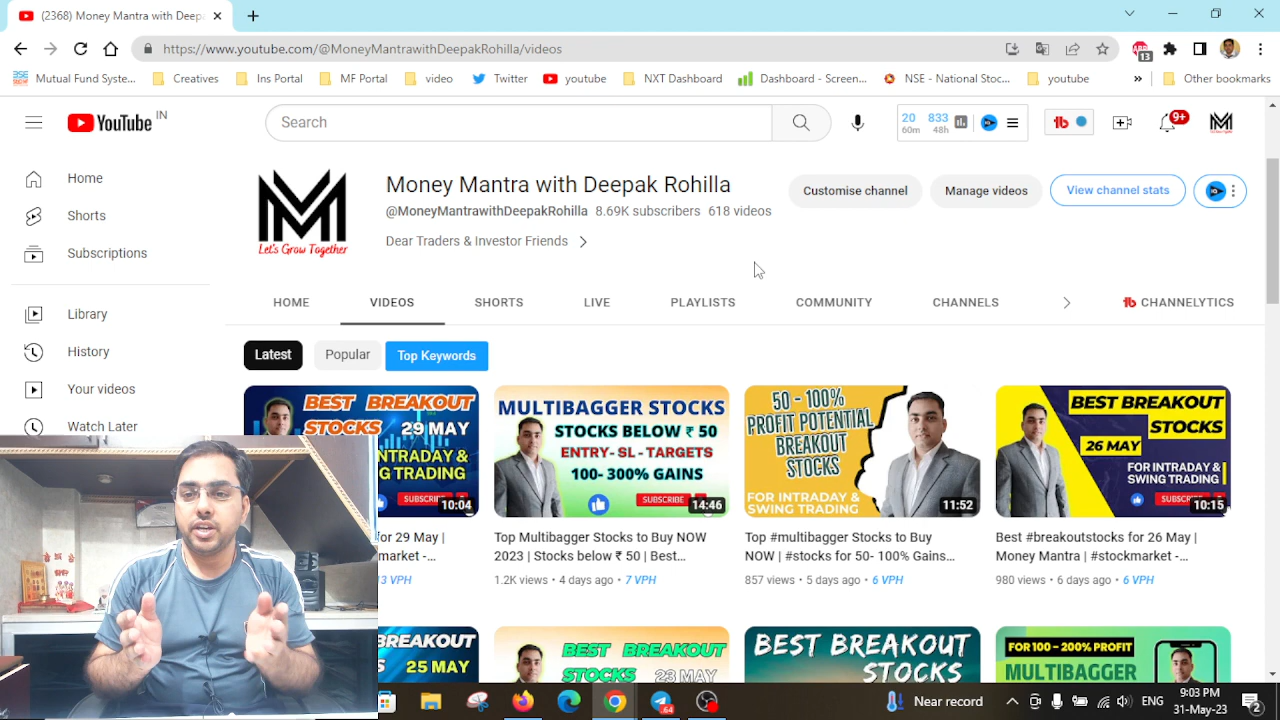 (2368) Money Mantra with Deep
https://www.youtube.com/@MoneyMantrawithDeepakRohilla/videos
13
Mutual Fund Syste...
Creatives
Ins Portal
MF Portal
video
Twitter
youtube
NXT Dashboard
Dashboard - Screen...
NSE - National Stoc...
youtube
»
Other bookmarks
YouTube IN
Search
20 60m
833 48h
9+
Home
Shorts
Subscriptions
Library
History
Your videos
Watch Later
Let's Grow Together
Money Mantra with Deepak Rohilla
@MoneyMantrawithDeepakRohilla 8.69K subscribers 618 videos
Dear Traders & Investor Friends
Customise channel
Manage videos
View channel stats
HOME
VIDEOS
SHORTS
LIVE
PLAYLISTS
COMMUNITY
CHANNELS
CHANNELYTICS
Latest
Popular
Top Keywords
BEST BREAKOUT
STOCKS
29 MAY
INTRADAY &
G TRADING
SUBSCRIBE
10:04
for 29 May |
market -
13 VPH
MULTIBAGGER STOCKS
STOCKS BELOW ₹ 50
ENTRY- SL - TARGETS
100- 300% GAINS
SUBSCRIBE
14:46
Top Multibagger Stocks to Buy NOW
2023 | Stocks below ₹ 50 | Best...
1.2K views • 4 days ago • 7 VPH
50 - 100%
PROFIT POTENTIAL
BREAKOUT
STOCKS
FOR INTRADAY &
SWING TRADING
11:52
Top #multibagger Stocks to Buy
NOW | #stocks for 50- 100% Gains...
857 views • 5 days ago • 6 VPH
BEST BREAKOUT
STOCKS
26 MAY
FOR INTRADAY &
SWING TRADING
10:15
Best #breakoutstocks for 26 May |
Money Mantra | #stockmarket -...
980 views • 6 days ago • 6 VPH
BREAKOUT
25 MAY
BEST BREAKOUT
STOCKS 23 MAY
BEST BREAKOUT
STOCKS
FOR 100 - 200% PROFIT
MULTIBAGGER
64
Near record
ENG
9:03 PM
31-May-23
2